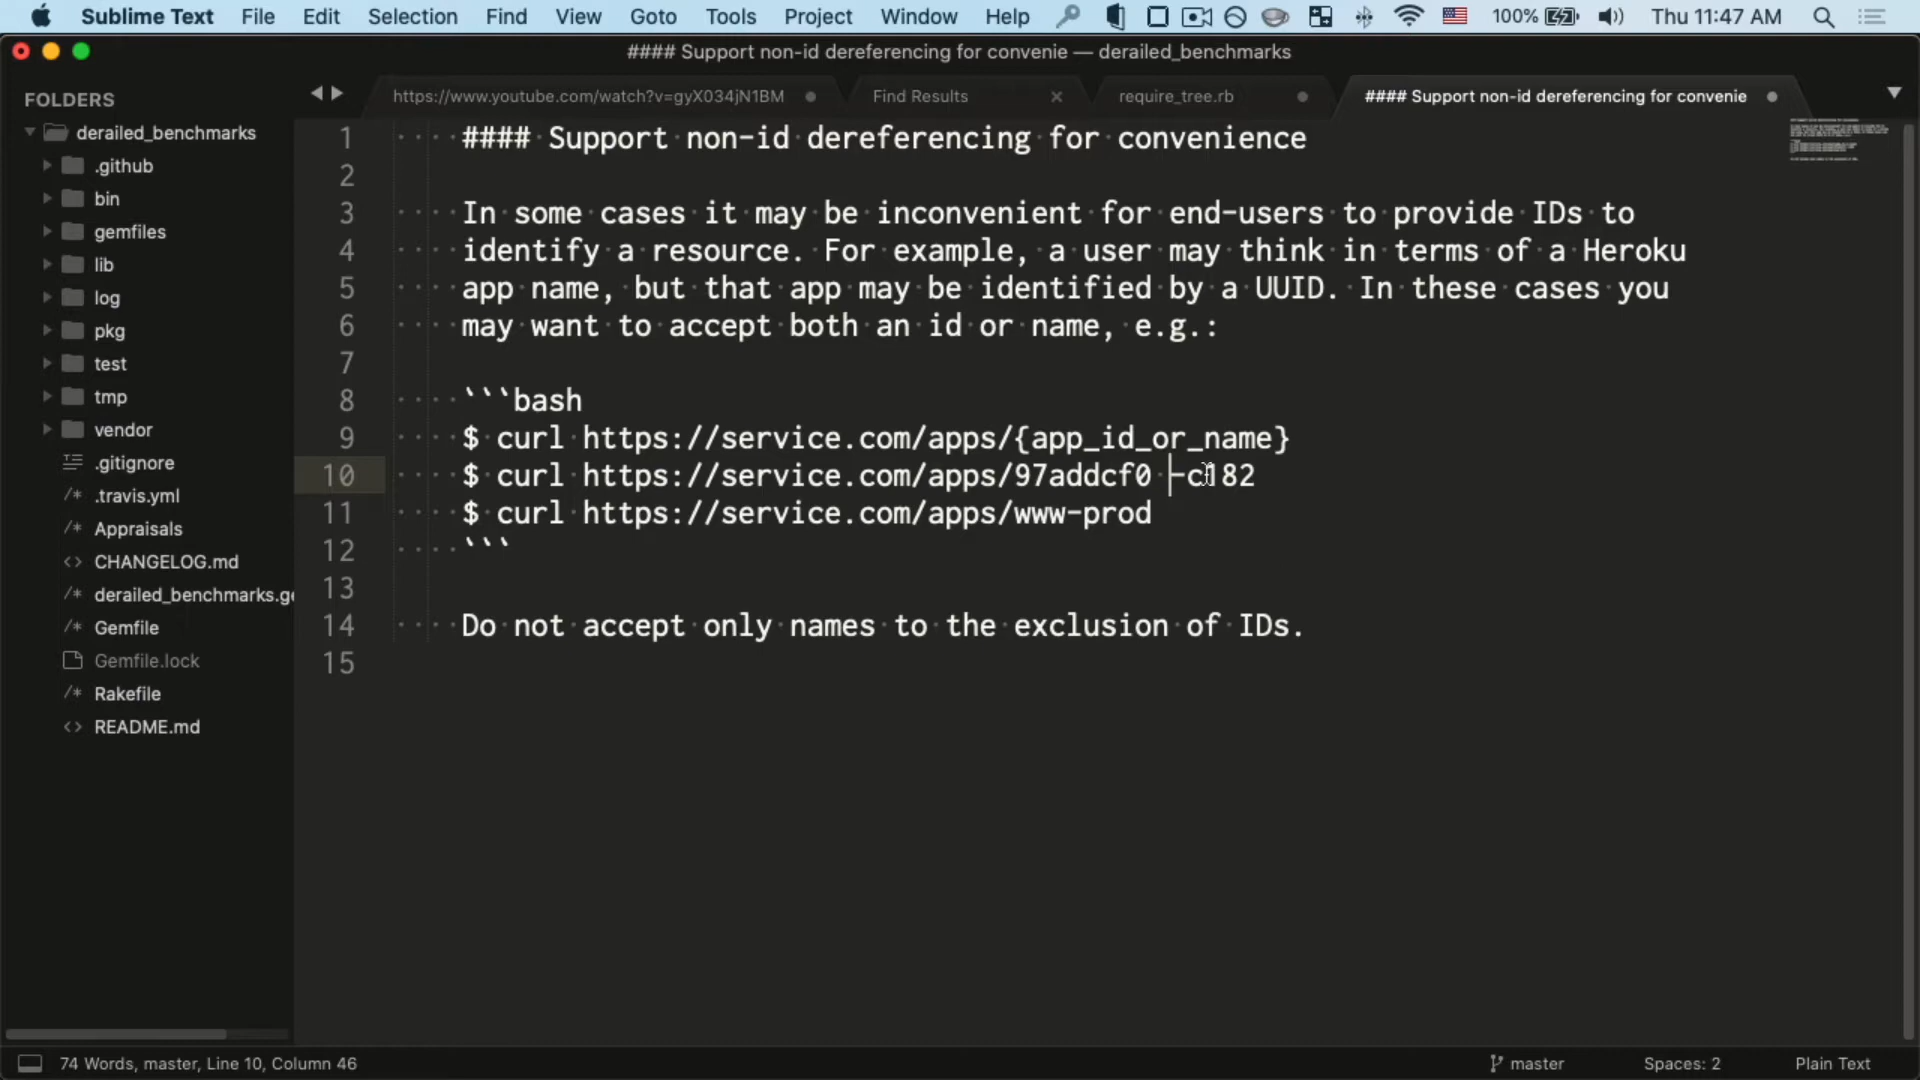 Sublime Text File Edit Selection Find View Goto Tools Project Window Help 100% Thu 11:47 AM
#### Support non-id dereferencing for convenie — derailed_benchmarks
FOLDERS
derailed_benchmarks
.github
bin
gemfiles
lib
log
pkg
test
tmp
vendor
.gitignore
.travis.yml
Appraisals
CHANGELOG.md
derailed_benchmarks.ge
Gemfile
Gemfile.lock
Rakefile
README.md
https://www.youtube.com/watch?v=gyX034jN1BM Find Results require_tree.rb #### Support non-id dereferencing for convenie
1 #### Support non-id dereferencing for convenience
2
3 In some cases it may be inconvenient for end-users to provide IDs to
4 identify a resource. For example, a user may think in terms of a Heroku
5 app name, but that app may be identified by a UUID. In these cases you
6 may want to accept both an id or name, e.g.:
7
8 ```bash
9 $ curl https://service.com/apps/{app_id_or_name}
10 $ curl https://service.com/apps/97addcf0 -c182
11 $ curl https://service.com/apps/www-prod
12 ```
13
14 Do not accept only names to the exclusion of IDs.
15
74 Words, master, Line 10, Column 46 master Spaces: 2 Plain Text